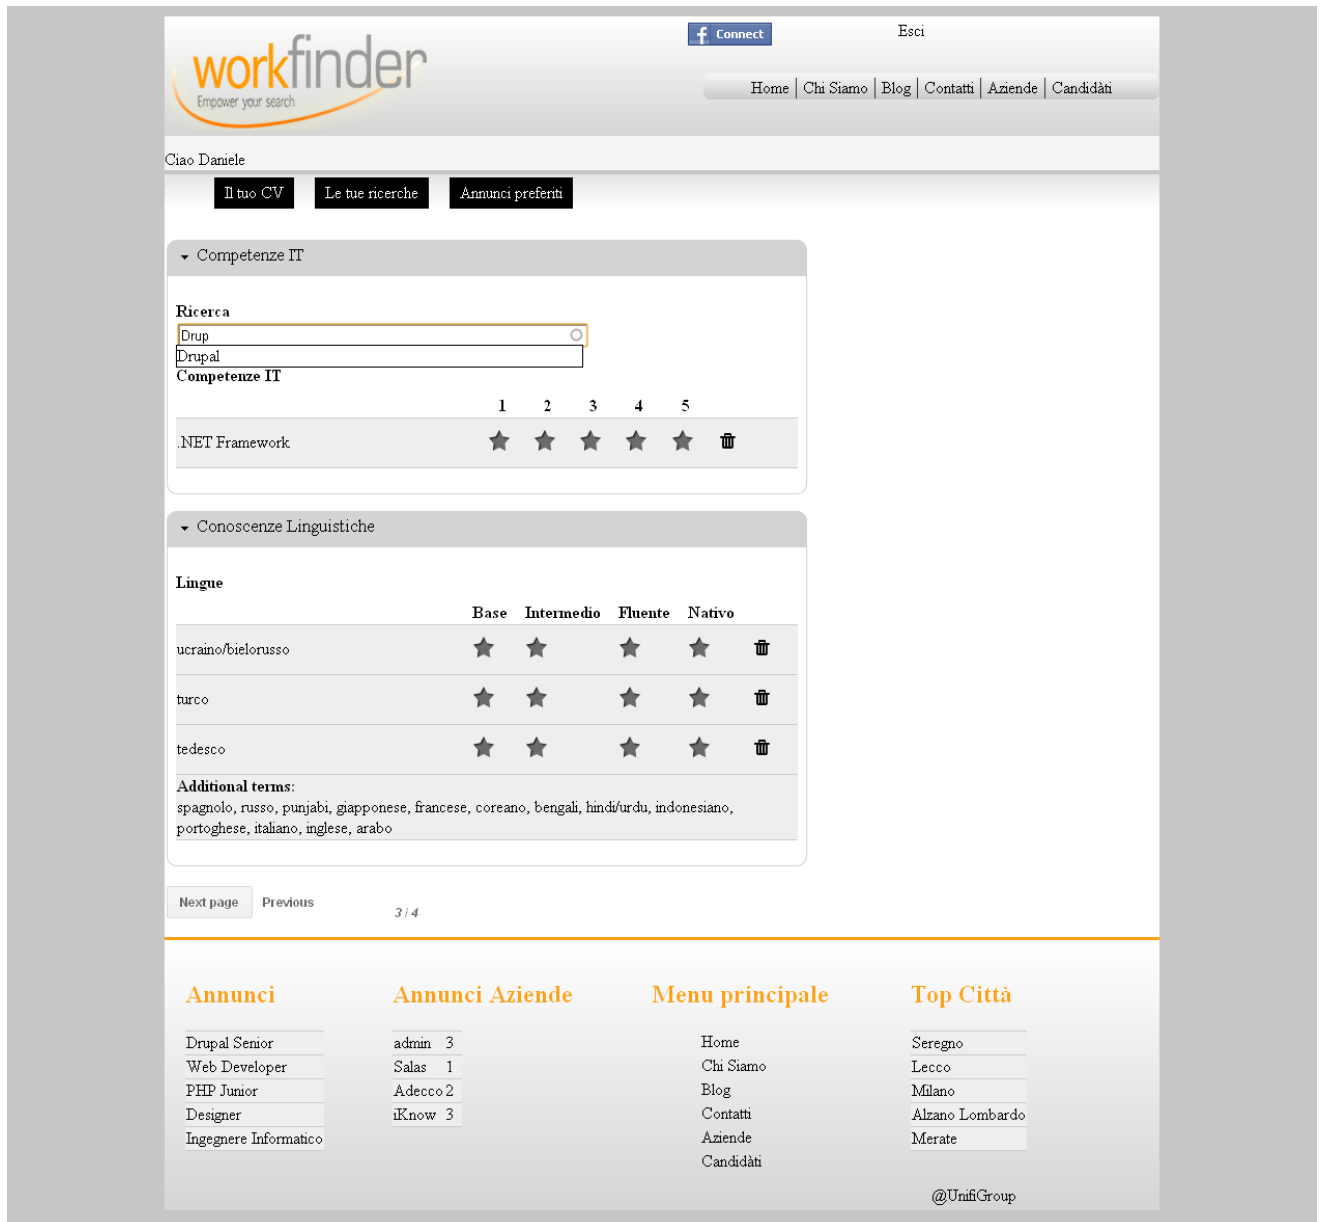 workfinder
Empower your search
f Connect
Esci
Home | Chi Siamo | Blog | Contatti | Aziende | Candidàti
Ciao Daniele
Il tuo CV
Le tue ricerche
Annunci preferiti
Competenze IT
Ricerca
Drup
Drupal
Competenze IT
1 2 3 4 5
.NET Framework
Conoscenze Linguistiche
Lingue
Base Intermedio Fluente Nativo
ucraino/bielorusso
turco
tedesco
Additional terms:
spagnolo, russo, punjabi, giapponese, francese, coreano, bengali, hindi/urdu, indonesiano,
portoghese, italiano, inglese, arabo
Next page Previous 3 / 4
Annunci
Drupal Senior
Web Developer
PHP Junior
Designer
Ingegnere Informatico
Annunci Aziende
admin 3
Salas 1
Adecco 2
iKnow 3
Menu principale
Home
Chi Siamo
Blog
Contatti
Aziende
Candidàti
Top Città
Seregno
Lecco
Milano
Alzano Lombardo
Merate
@UnifiGroup